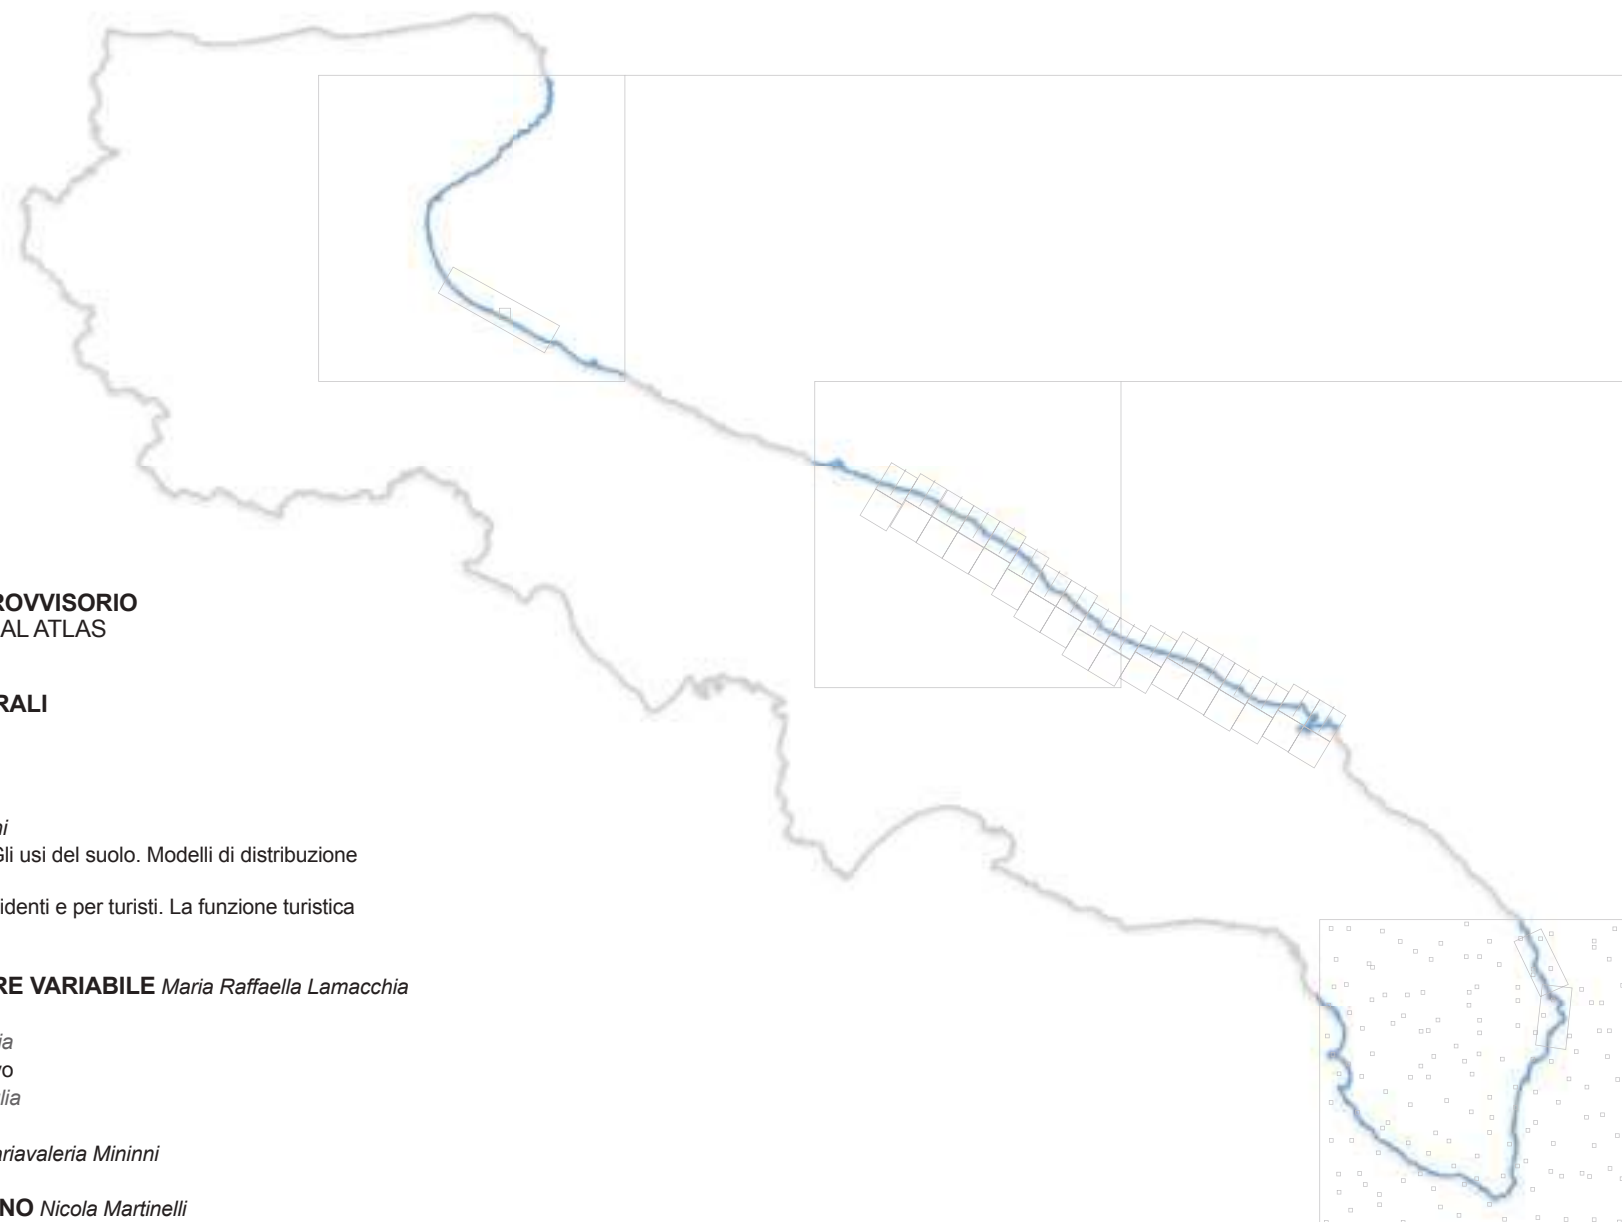 ROVVISORIO
AL ATLAS
RALI
ni
Gli usi del suolo. Modelli di distribuzione
identi e per turisti. La funzione turistica
RE VARIABILE Maria Raffaella Lamacchia
ia
vo
lia
ariavaleria Mininni
NO Nicola Martinelli